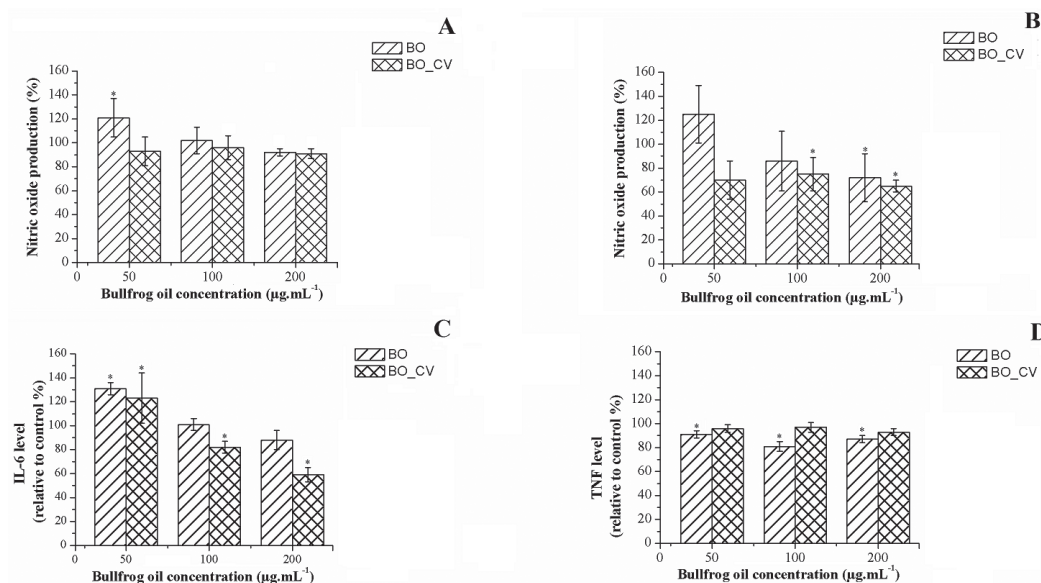 A
BO
BO_CV
Nitric oxide production (%)
160
140
120
100
80
60
40
20
0
*
0
50
100
200
Bullfrog oil concentration (µg.mL⁻¹)
B
BO
BO_CV
Nitric oxide production (%)
160
140
120
100
80
60
40
20
0
*
*
*
0
50
100
200
Bullfrog oil concentration (µg.mL⁻¹)
C
BO
BO_CV
IL-6 level
(relative to control %)
160
140
120
100
80
60
40
20
0
*
*
*
*
0
50
100
200
Bullfrog oil concentration (µg.mL⁻¹)
D
BO
BO_CV
TNF level
(relative to control %)
160
140
120
100
80
60
40
20
0
*
*
*
0
50
100
200
Bullfrog oil concentration (µg.mL⁻¹)